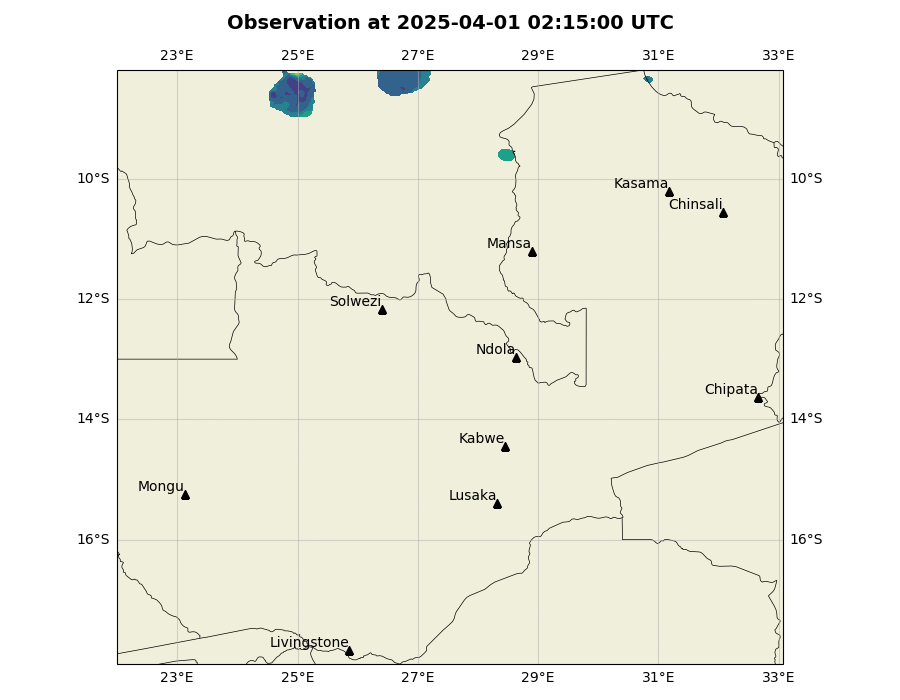 Observation at 2025-04-01 02:15:00 UTC
23°E 25°E 27°E 29°E 31°E 33°E
10°S 10°S
Kasama
Chinsali
Mansa
12°S 12°S
Solwezi
Ndola
Chipata
14°S 14°S
Kabwe
Mongu
Lusaka
16°S 16°S
Livingstone
23°E 25°E 27°E 29°E 31°E 33°E